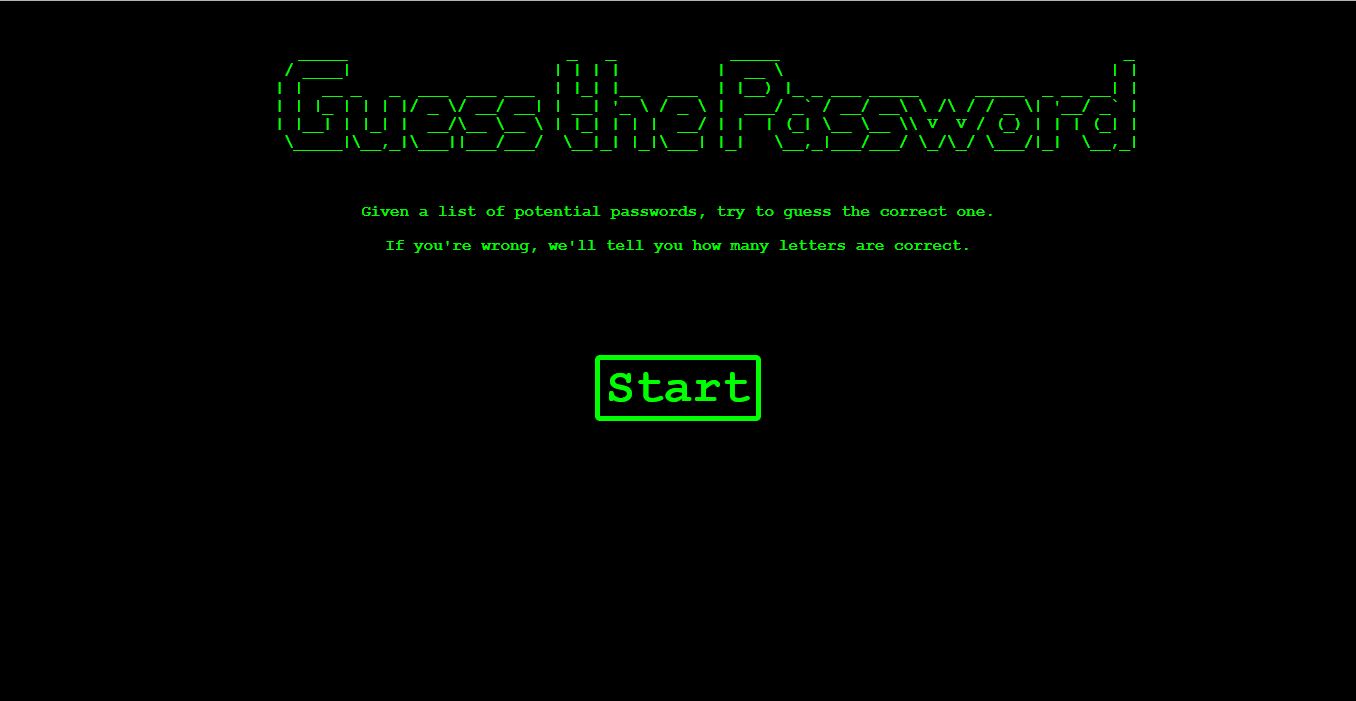 Guess the Password
Given a list of potential passwords, try to guess the correct one.
If you're wrong, we'll tell you how many letters are correct.
Start